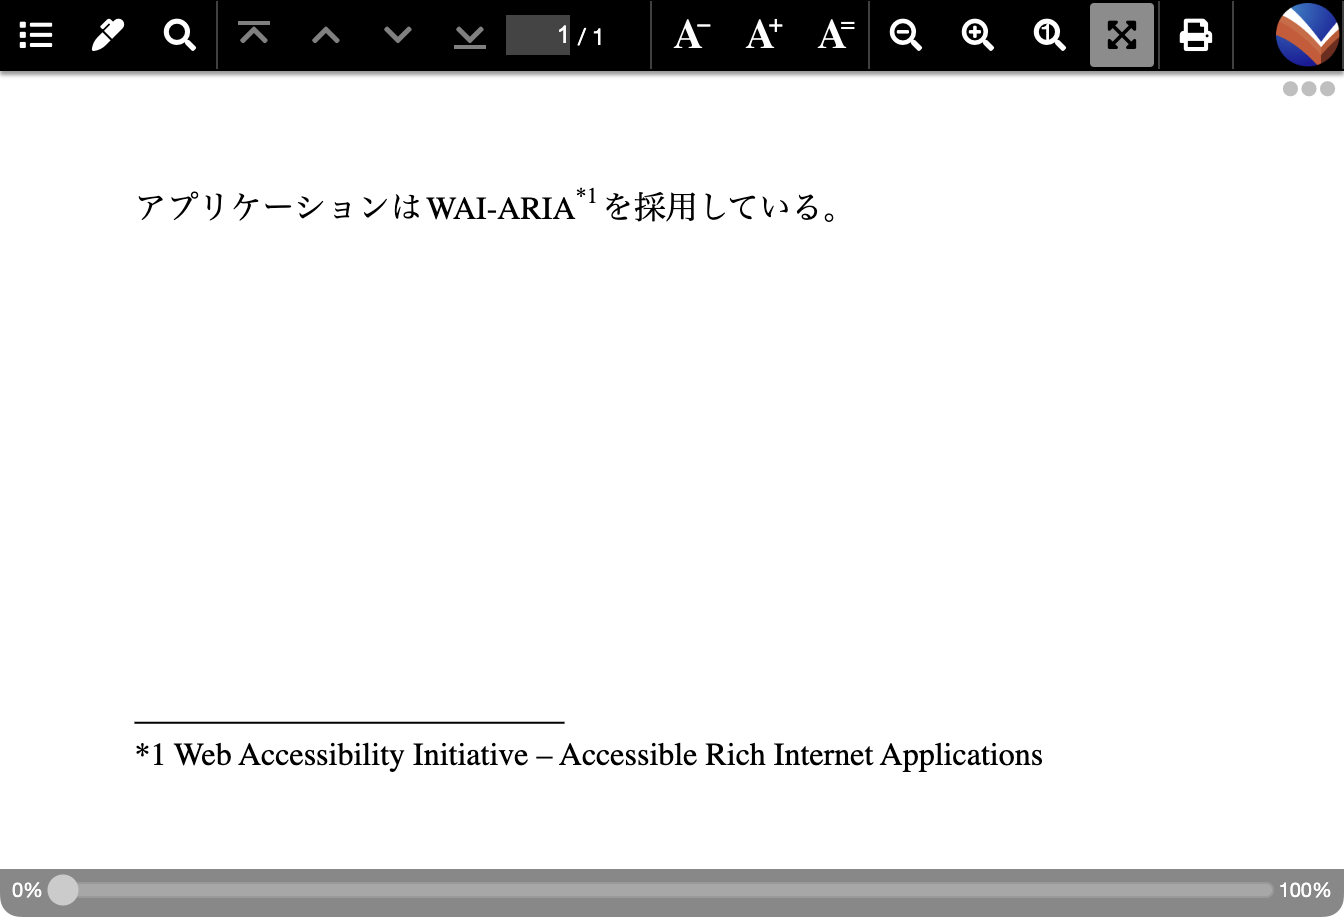 1 / 1
A− A+ A=
アプリケーションはWAI-ARIA*1を採用している。
*1 Web Accessibility Initiative – Accessible Rich Internet Applications
0% 100%